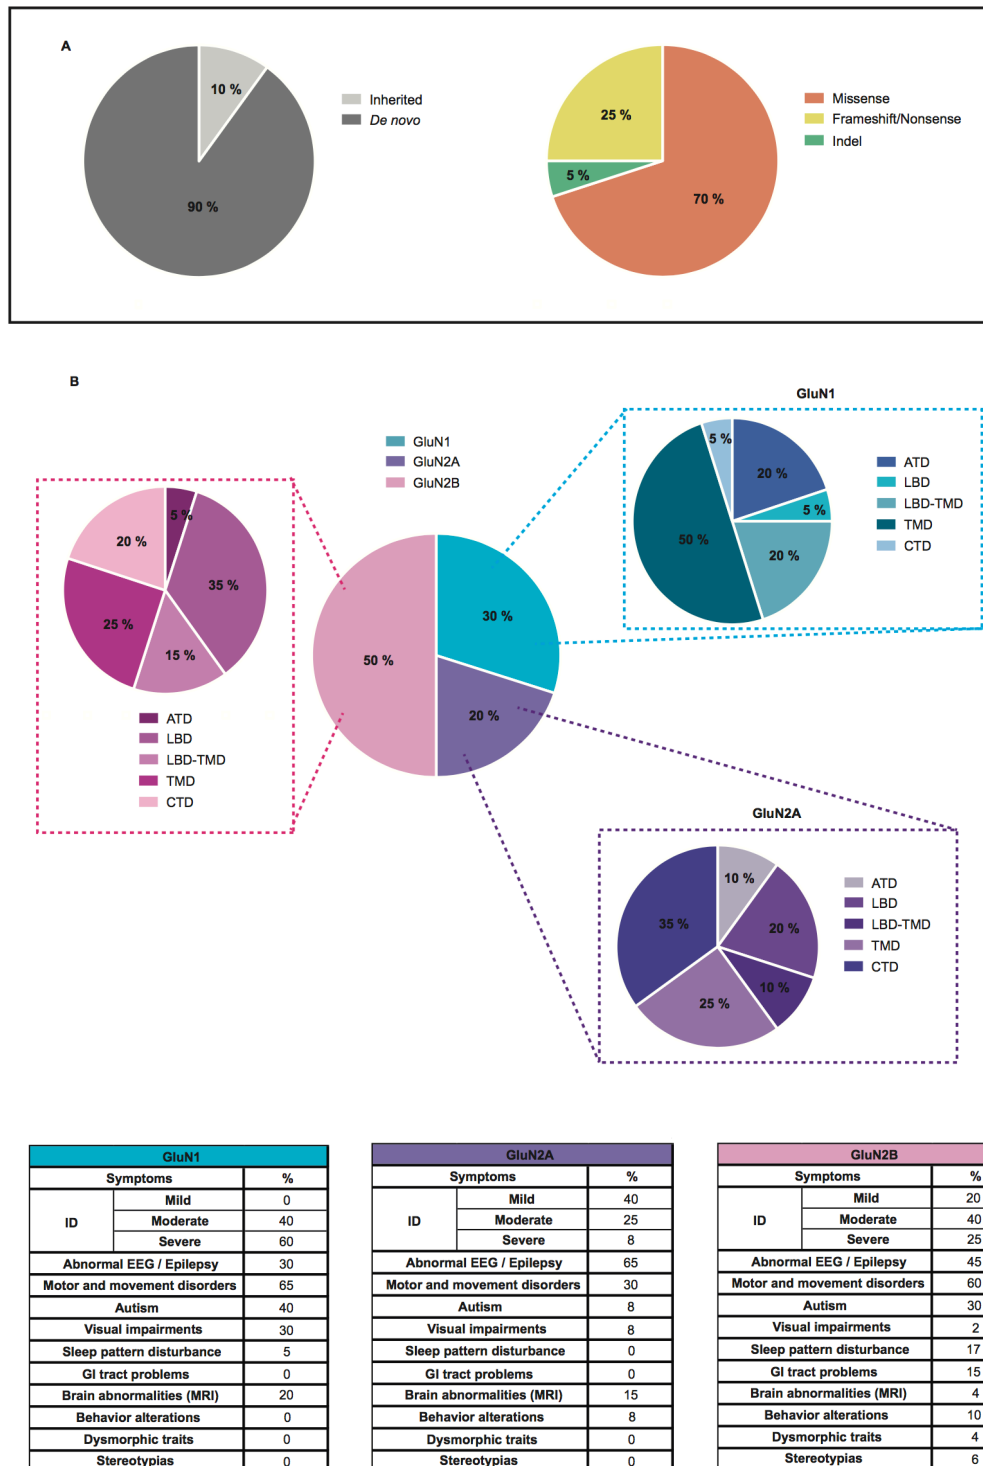 A
10 %
90 %
Inherited
De novo
25 %
5 %
70 %
Missense
Frameshift/Nonsense
Indel
B
GluN1
GluN2A
GluN2B
GluN1
5 %
20 %
5 %
50 %
20 %
ATD
LBD
LBD-TMD
TMD
CTD
5 %
20 %
35 %
25 %
15 %
ATD
LBD
LBD-TMD
TMD
CTD
30 %
50 %
20 %
GluN2A
10 %
35 %
20 %
10 %
25 %
ATD
LBD
LBD-TMD
TMD
CTD
GluN1
Symptoms %
ID
Mild 0
Moderate 40
Severe 60
Abnormal EEG / Epilepsy 30
Motor and movement disorders 65
Autism 40
Visual impairments 30
Sleep pattern disturbance 5
GI tract problems 0
Brain abnormalities (MRI) 20
Behavior alterations 0
Dysmorphic traits 0
Stereotypias 0
GluN2A
Symptoms %
ID
Mild 40
Moderate 25
Severe 8
Abnormal EEG / Epilepsy 65
Motor and movement disorders 30
Autism 8
Visual impairments 8
Sleep pattern disturbance 0
GI tract problems 0
Brain abnormalities (MRI) 15
Behavior alterations 8
Dysmorphic traits 0
Stereotypias 0
GluN2B
Symptoms %
ID
Mild 20
Moderate 40
Severe 25
Abnormal EEG / Epilepsy 45
Motor and movement disorders 60
Autism 30
Visual impairments 2
Sleep pattern disturbance 17
GI tract problems 15
Brain abnormalities (MRI) 4
Behavior alterations 10
Dysmorphic traits 4
Stereotypias 6